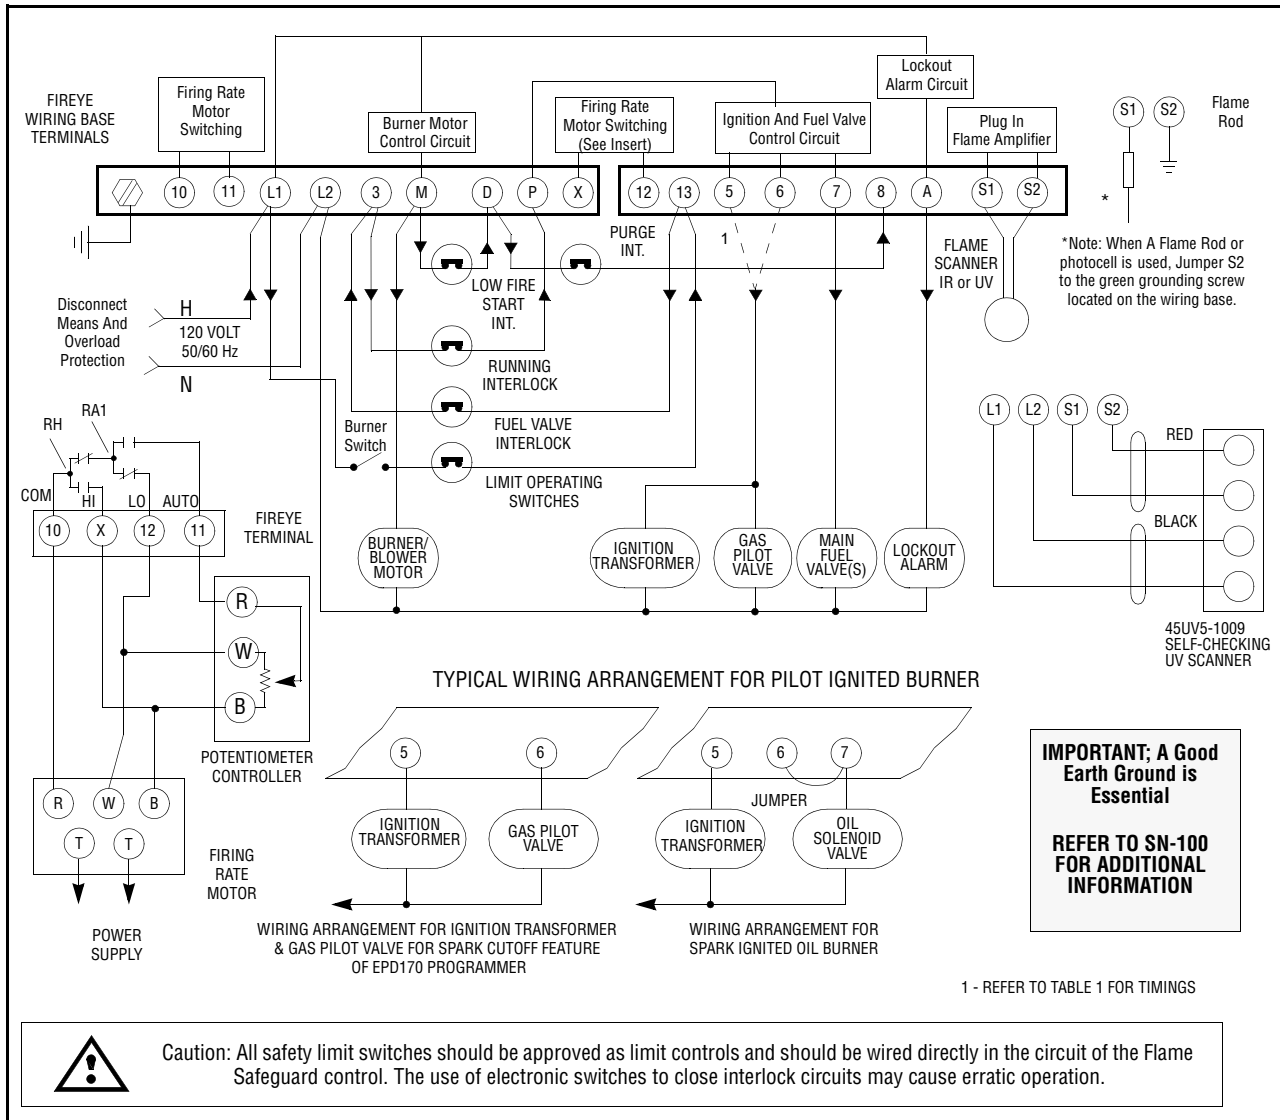 FIREYE
WIRING BASE
TERMINALS
Firing Rate
Motor
Switching
Burner Motor
Control Circuit
Firing Rate
Motor Switching
(See Insert)
Ignition And Fuel Valve
Control Circuit
Lockout
Alarm Circuit
Plug In
Flame Amplifier
S1
S2
Flame
Rod
*
10
11
L1
L2
3
M
D
P
X
12
13
5
6
7
8
A
S1
S2
PURGE
INT.
1
LOW FIRE
START
INT.
FLAME
SCANNER
IR or UV
*Note: When A Flame Rod or
photocell is used, Jumper S2
to the green grounding screw
located on the wiring base.
Disconnect
Means And
Overload
Protection
H
120 VOLT
50/60 Hz
N
RUNNING
INTERLOCK
FUEL VALVE
INTERLOCK
Burner
Switch
LIMIT OPERATING
SWITCHES
RH
RA1
COM
HI
LO
AUTO
10
X
12
11
FIREYE
TERMINAL
BURNER/
BLOWER
MOTOR
IGNITION
TRANSFORMER
GAS
PILOT
VALVE
MAIN
FUEL
VALVE(S)
LOCKOUT
ALARM
L1
L2
S1
S2
RED
BLACK
45UV5-1009
SELF-CHECKING
UV SCANNER
R
W
B
POTENTIOMETER
CONTROLLER
R
W
B
T
T
FIRING
RATE
MOTOR
POWER
SUPPLY
TYPICAL WIRING ARRANGEMENT FOR PILOT IGNITED BURNER
5
6
IGNITION
TRANSFORMER
GAS PILOT
VALVE
WIRING ARRANGEMENT FOR IGNITION TRANSFORMER
& GAS PILOT VALVE FOR SPARK CUTOFF FEATURE
OF EPD170 PROGRAMMER
5
6
7
JUMPER
IGNITION
TRANSFORMER
OIL
SOLENOID
VALVE
WIRING ARRANGEMENT FOR
SPARK IGNITED OIL BURNER
IMPORTANT; A Good
Earth Ground is
Essential
REFER TO SN-100
FOR ADDITIONAL
INFORMATION
1 - REFER TO TABLE 1 FOR TIMINGS
Caution: All safety limit switches should be approved as limit controls and should be wired directly in the circuit of the Flame
Safeguard control. The use of electronic switches to close interlock circuits may cause erratic operation.